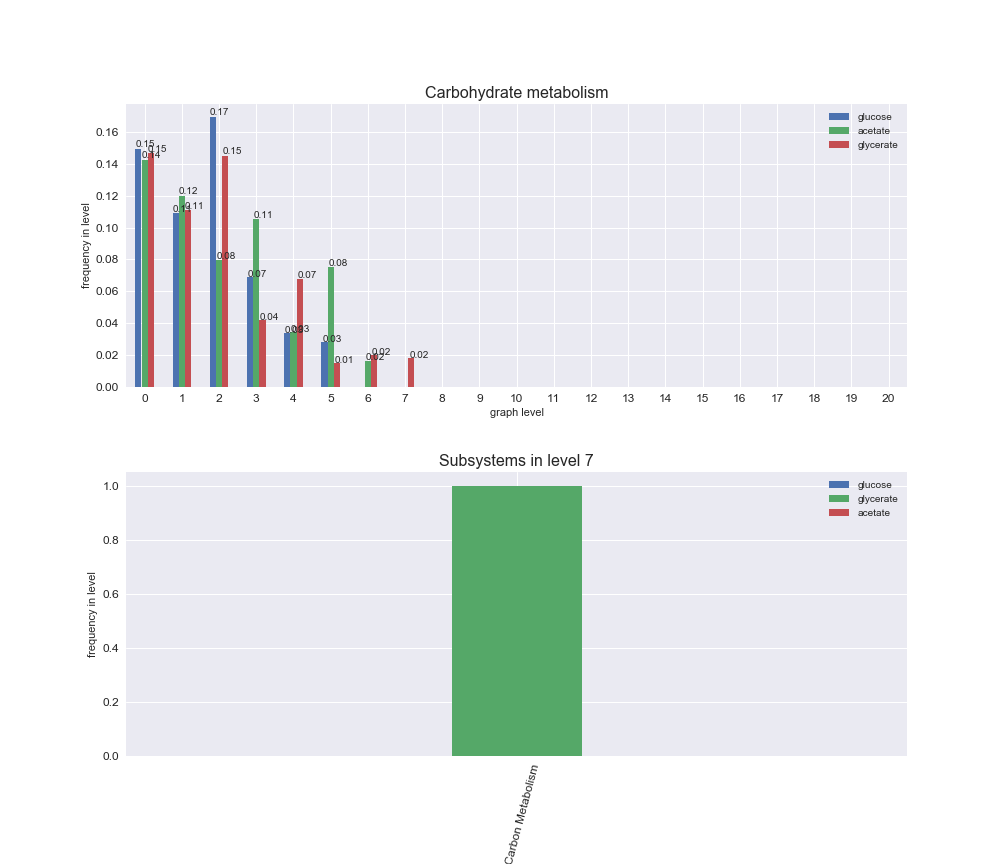 Carbohydrate metabolism
glucose
acetate
glycerate
frequency in level
0.16
0.14
0.12
0.10
0.08
0.06
0.04
0.02
0.00
0.15 0.14 0.15
0.11 0.12 0.11
0.17 0.08 0.15
0.07 0.11 0.04
0.03 0.03 0.07
0.03 0.08 0.01
0.02 0.02
0.02
0 1 2 3 4 5 6 7 8 9 10 11 12 13 14 15 16 17 18 19 20
graph level
Subsystems in level 7
glucose
glycerate
acetate
frequency in level
1.0
0.8
0.6
0.4
0.2
0.0
Carbon Metabolism